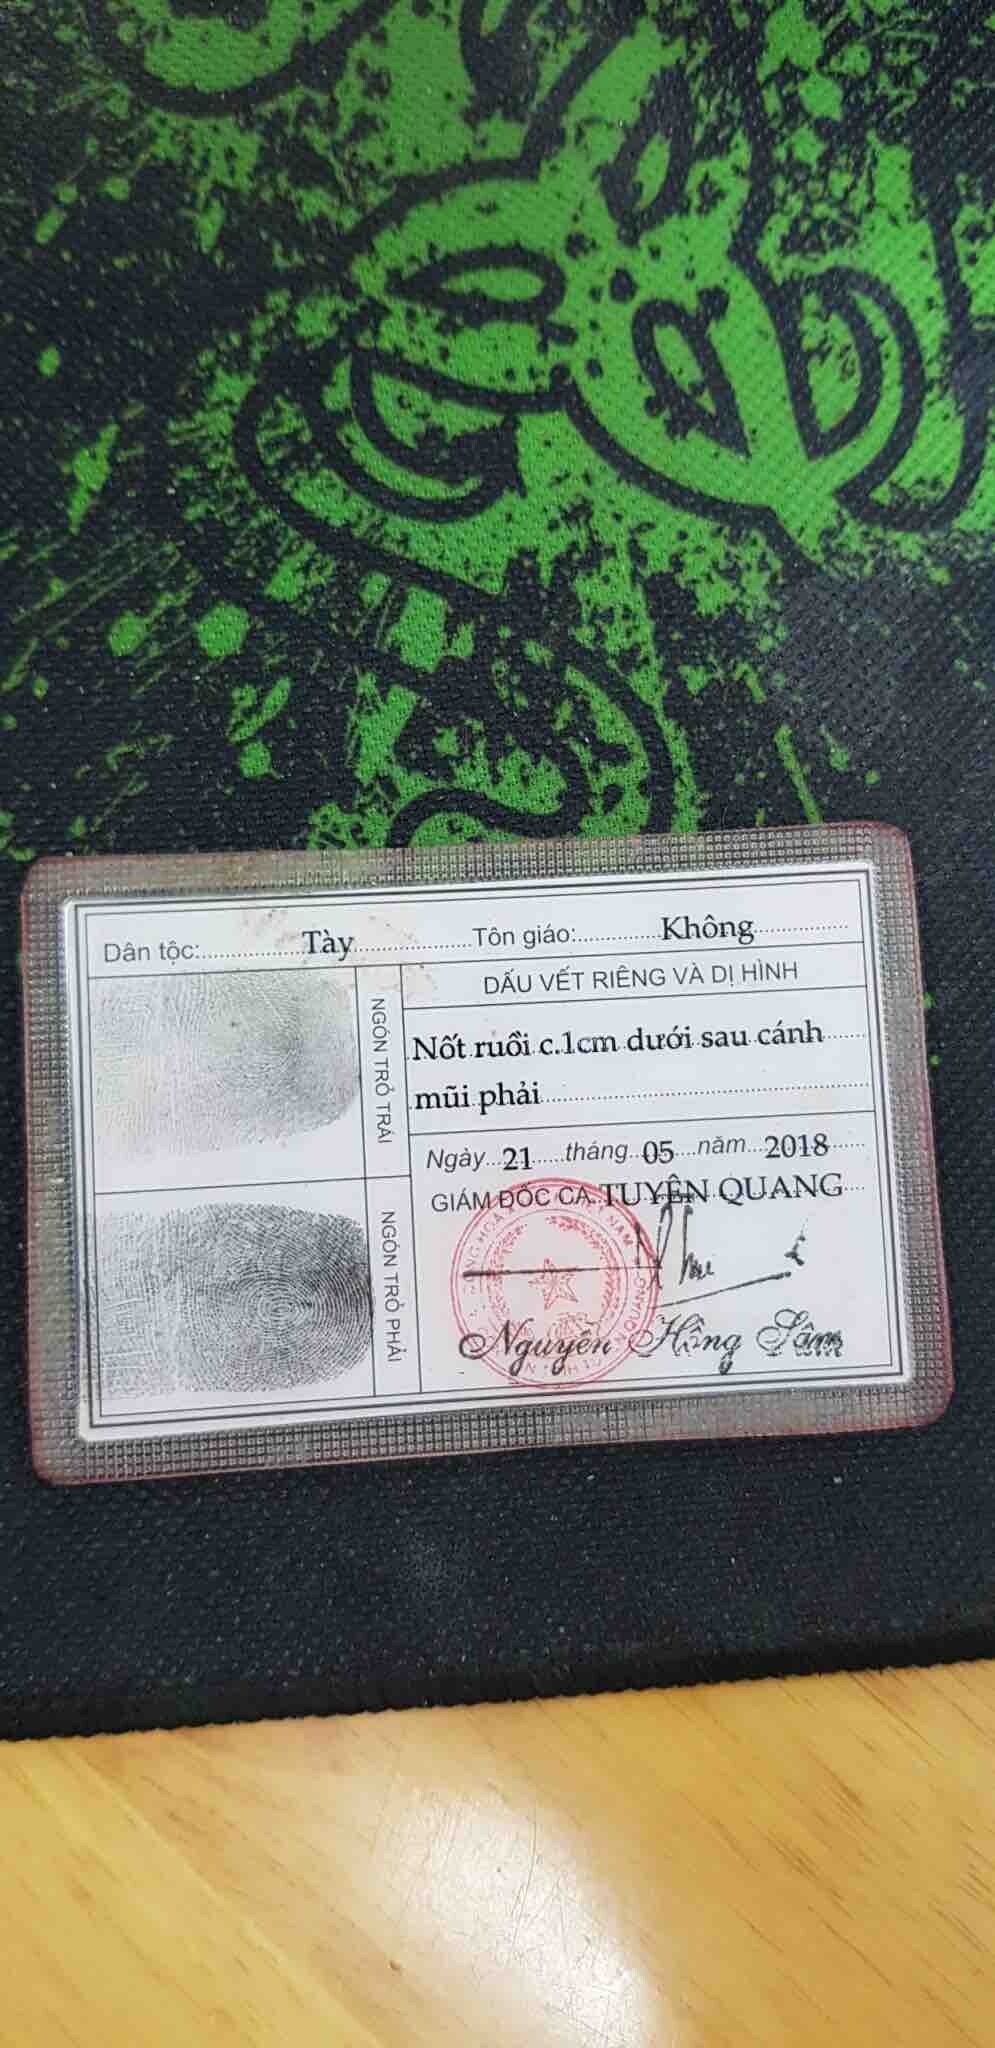 Dân tộc: Tày Tôn giáo: Không
NGÓN TRỎ TRÁI
NGÓN TRỎ PHẢI
DẤU VẾT RIÊNG VÀ DỊ HÌNH
Nốt ruồi c.1cm dưới sau cánh
mũi phải
Ngày 21 tháng 05 năm 2018
GIÁM ĐỐC CA TUYÊN QUANG
Nguyễn Hồng Sâm